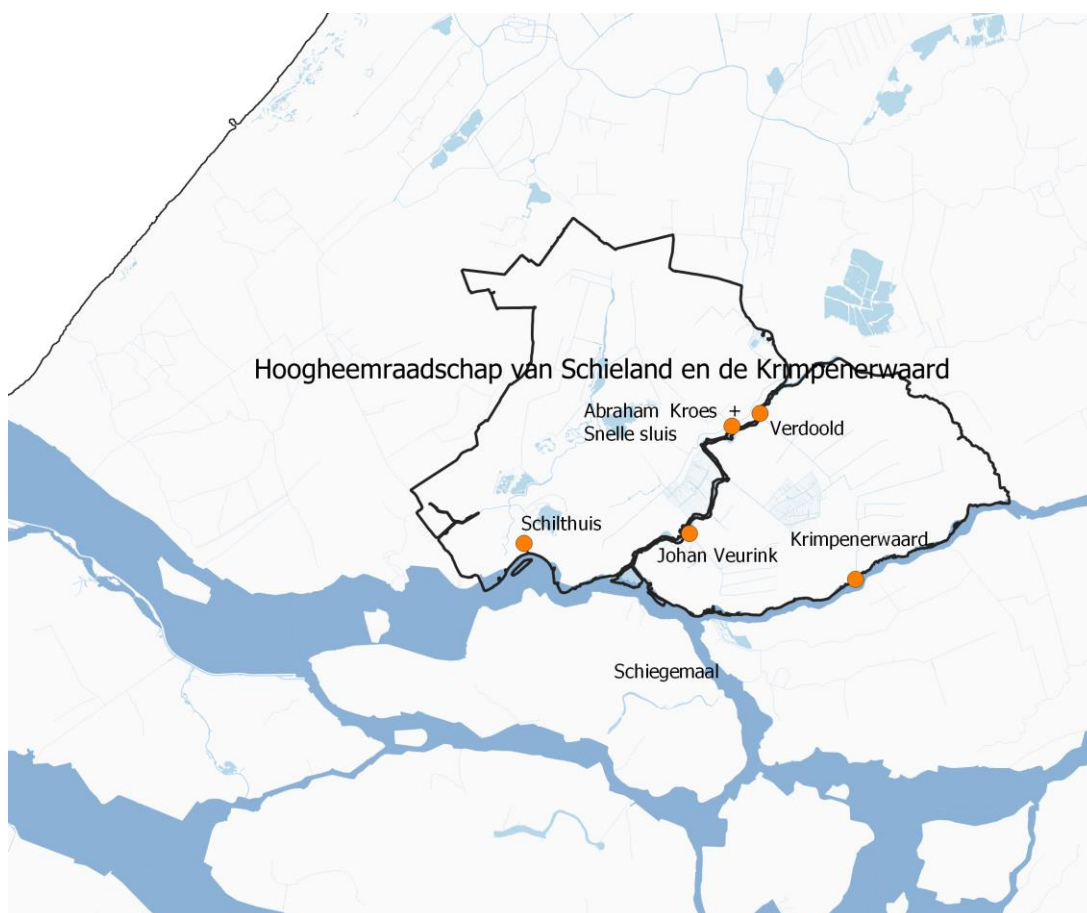 Hoogheemraadschap van Schieland en de Krimpenerwaard
Abraham Kroes +
Snelle sluis
Verdoold
Schilthuis
Johan Veurink
Krimpenerwaard
Schiegemaal